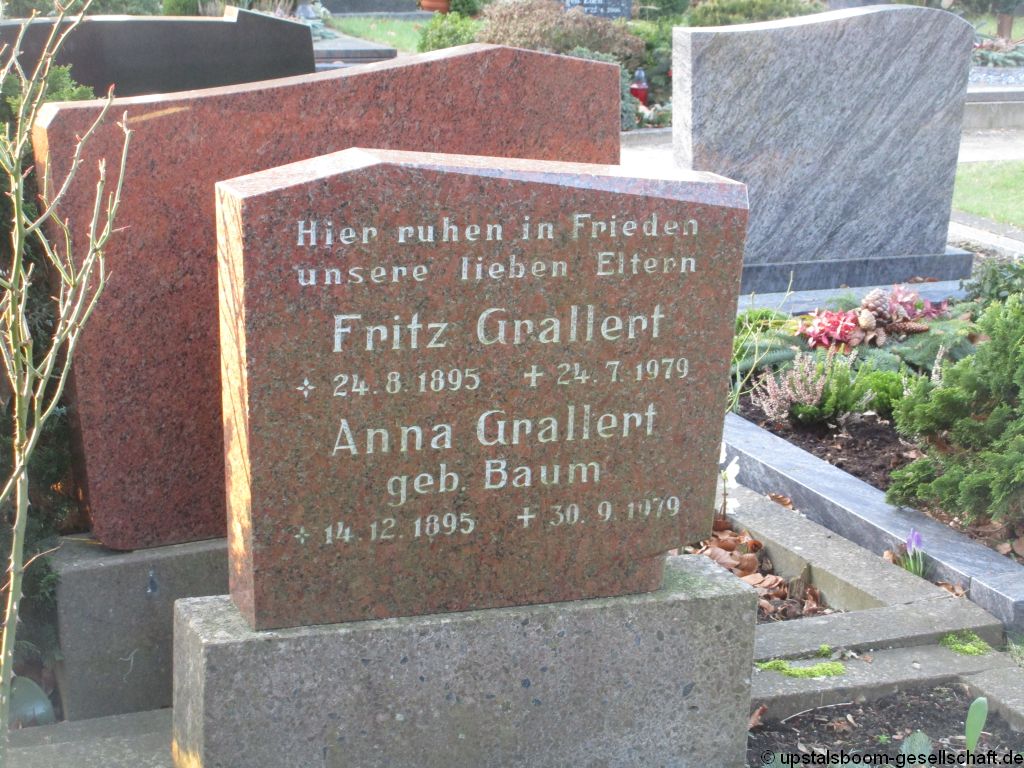 Hier ruhen in Frieden
unsere lieben Eltern
Fritz Grallert
24. 8. 1895 24. 7. 1979
Anna Grallert
geb. Baum
14. 12. 1895 30. 9. 1979
© upstalsboom-gesellschaft.de